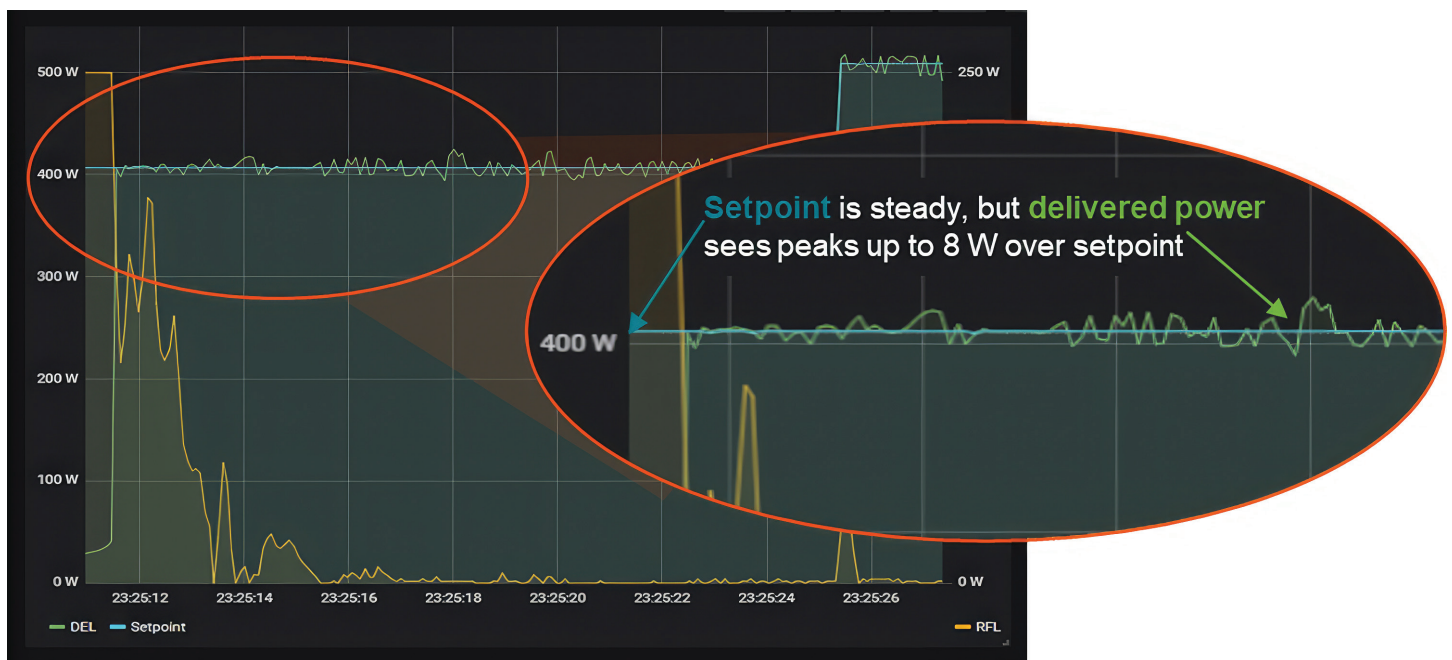 500 W
250 W
400 W
Setpoint is steady, but delivered power
sees peaks up to 8 W over setpoint
300 W
400 W
200 W
100 W
0 W
0 W
23:25:12 23:25:14 23:25:16 23:25:18 23:25:20 23:25:22 23:25:24 23:25:26
DEL Setpoint RFL